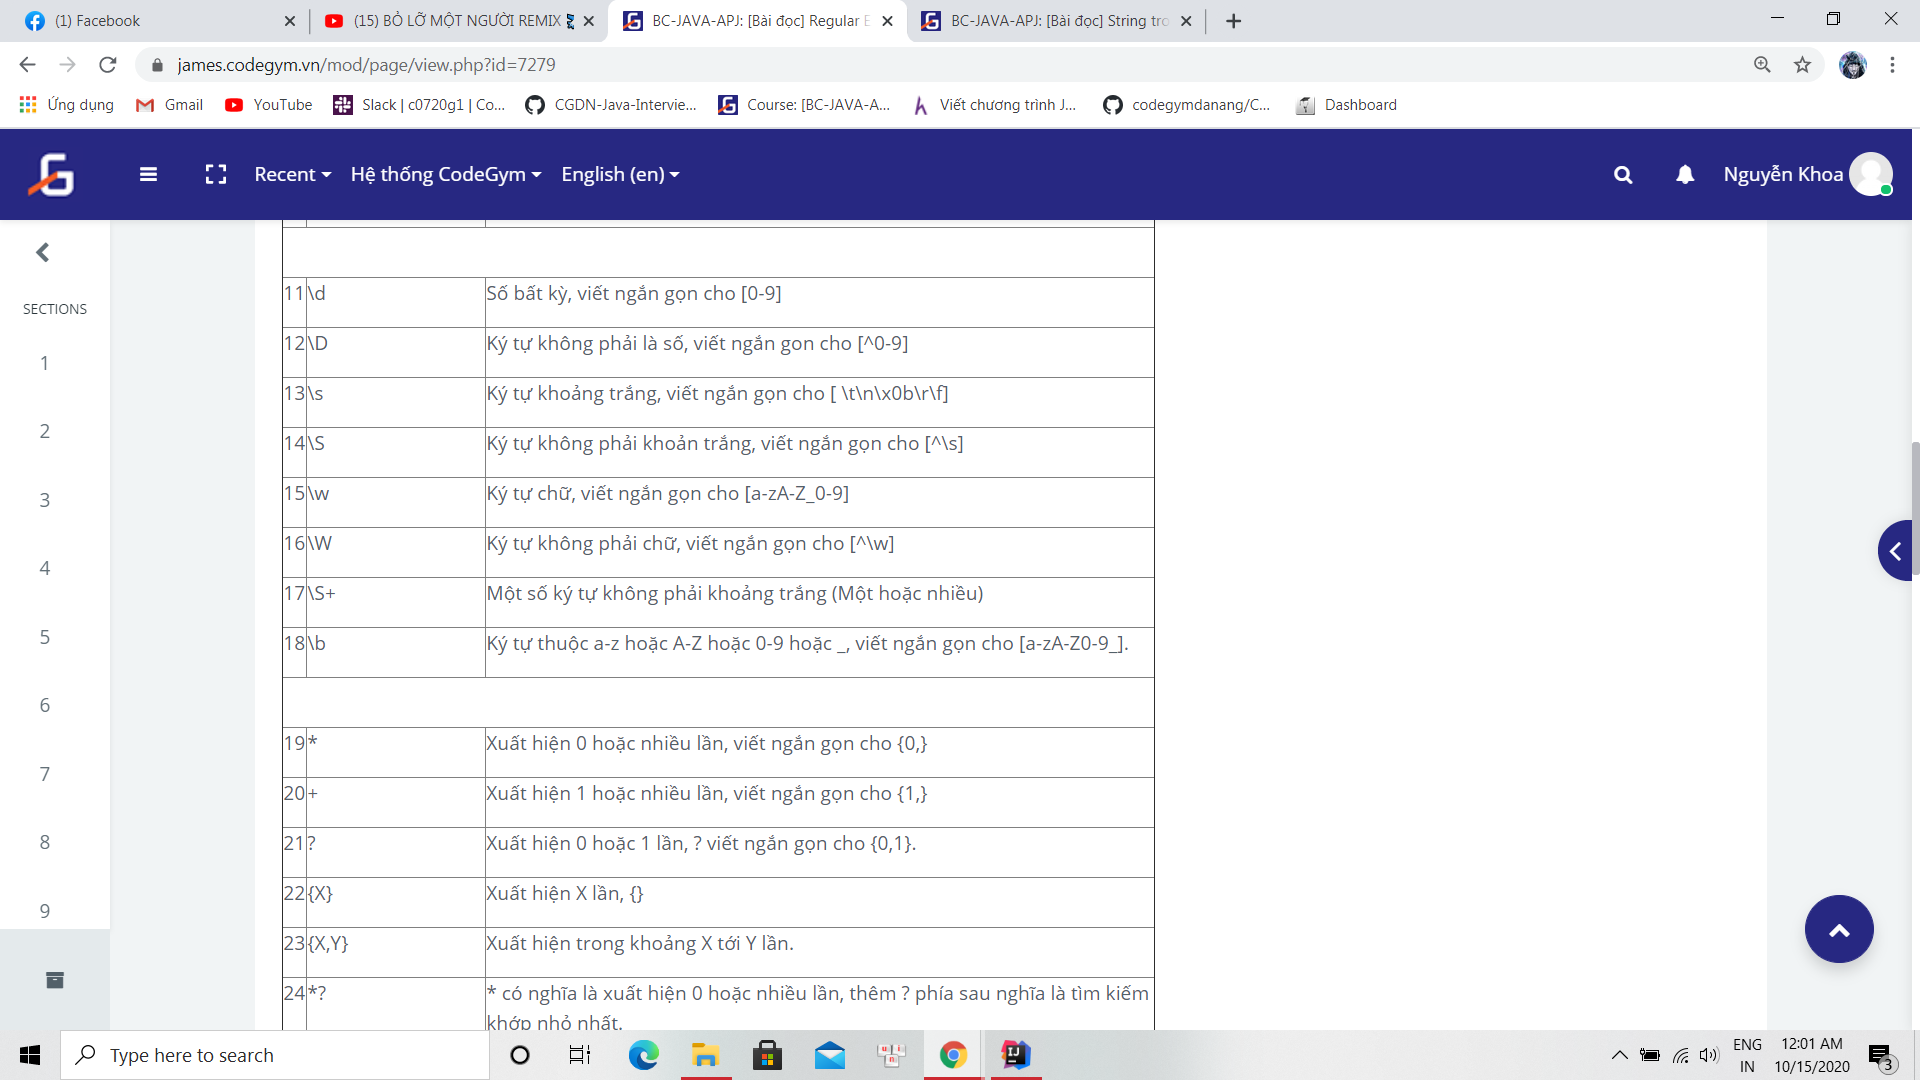 (1) Facebook
(15) BỎ LỠ MỘT NGƯỜI REMIX
BC-JAVA-APJ: [Bài đọc] Regular E
BC-JAVA-APJ: [Bài đọc] String tro
james.codegym.vn/mod/page/view.php?id=7279
Ứng dụng
Gmail
YouTube
Slack | c0720g1 | Co...
CGDN-Java-Intervie...
Course: [BC-JAVA-A...
Viết chương trình J...
codegymdanang/C...
Dashboard
Recent
Hệ thống CodeGym
English (en)
Nguyễn Khoa
SECTIONS
1
2
3
4
5
6
7
8
9
11 \d Số bất kỳ, viết ngắn gọn cho [0-9]
12 \D Ký tự không phải là số, viết ngắn gon cho [^0-9]
13 \s Ký tự khoảng trắng, viết ngắn gọn cho [ \t\n\x0b\r\f]
14 \S Ký tự không phải khoản trắng, viết ngắn gọn cho [^\s]
15 \w Ký tự chữ, viết ngắn gọn cho [a-zA-Z_0-9]
16 \W Ký tự không phải chữ, viết ngắn gọn cho [^\w]
17 \S+ Một số ký tự không phải khoảng trắng (Một hoặc nhiều)
18 \b Ký tự thuộc a-z hoặc A-Z hoặc 0-9 hoặc _, viết ngắn gọn cho [a-zA-Z0-9_].
19 * Xuất hiện 0 hoặc nhiều lần, viết ngắn gọn cho {0,}
20 + Xuất hiện 1 hoặc nhiều lần, viết ngắn gọn cho {1,}
21 ? Xuất hiện 0 hoặc 1 lần, ? viết ngắn gọn cho {0,1}.
22 {X} Xuất hiện X lần, {}
23 {X,Y} Xuất hiện trong khoảng X tới Y lần.
24 *? * có nghĩa là xuất hiện 0 hoặc nhiều lần, thêm ? phía sau nghĩa là tìm kiếm
khớp nhỏ nhất.
Type here to search
ENG
IN
12:01 AM
10/15/2020
3